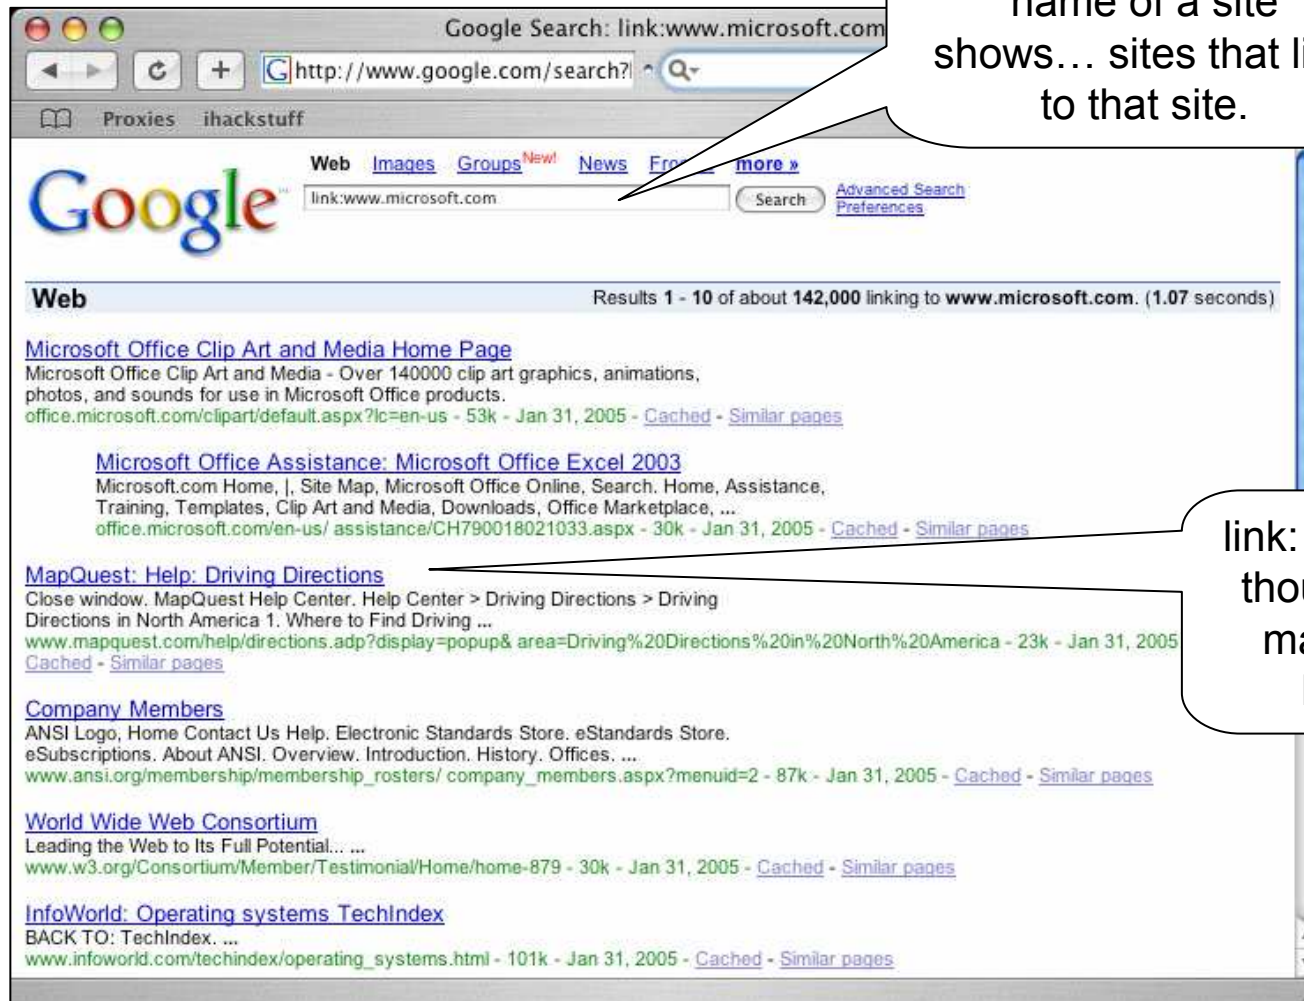 name of a site
shows… sites that li
to that site.
Google Search: link:www.microsoft.com
http://www.google.com/search?
Proxies ihackstuff
Google
Web Images Groups New! News more »
link:www.microsoft.com Search Advanced Search
Preferences
Web Results 1 - 10 of about 142,000 linking to www.microsoft.com. (1.07 seconds)
Microsoft Office Clip Art and Media Home Page
Microsoft Office Clip Art and Media - Over 140000 clip art graphics, animations,
photos, and sounds for use in Microsoft Office products.
office.microsoft.com/clipart/default.aspx?lc=en-us - 53k - Jan 31, 2005 - Cached - Similar pages
Microsoft Office Assistance: Microsoft Office Excel 2003
Microsoft.com Home, |, Site Map, Microsoft Office Online, Search. Home, Assistance,
Training, Templates, Clip Art and Media, Downloads, Office Marketplace, ...
office.microsoft.com/en-us/ assistance/CH790018021033.aspx - 30k - Jan 31, 2005 - Cached - Similar pages
link:
thou
ma
MapQuest: Help: Driving Directions
Close window. MapQuest Help Center. Help Center > Driving Directions > Driving
Directions in North America 1. Where to Find Driving ...
www.mapquest.com/help/directions.adp?display=popup& area=Driving%20Directions%20in%20North%20America - 23k - Jan 31, 2005
Cached - Similar pages
Company Members
ANSI Logo, Home Contact Us Help. Electronic Standards Store. eStandards Store.
eSubscriptions. About ANSI. Overview. Introduction. History. Offices. ...
www.ansi.org/membership/membership_rosters/ company_members.aspx?menuid=2 - 87k - Jan 31, 2005 - Cached - Similar pages
World Wide Web Consortium
Leading the Web to Its Full Potential... ...
www.w3.org/Consortium/Member/Testimonial/Home/home-879 - 30k - Jan 31, 2005 - Cached - Similar pages
InfoWorld: Operating systems TechIndex
BACK TO: TechIndex. ...
www.infoworld.com/techindex/operating_systems.html - 101k - Jan 31, 2005 - Cached - Similar pages